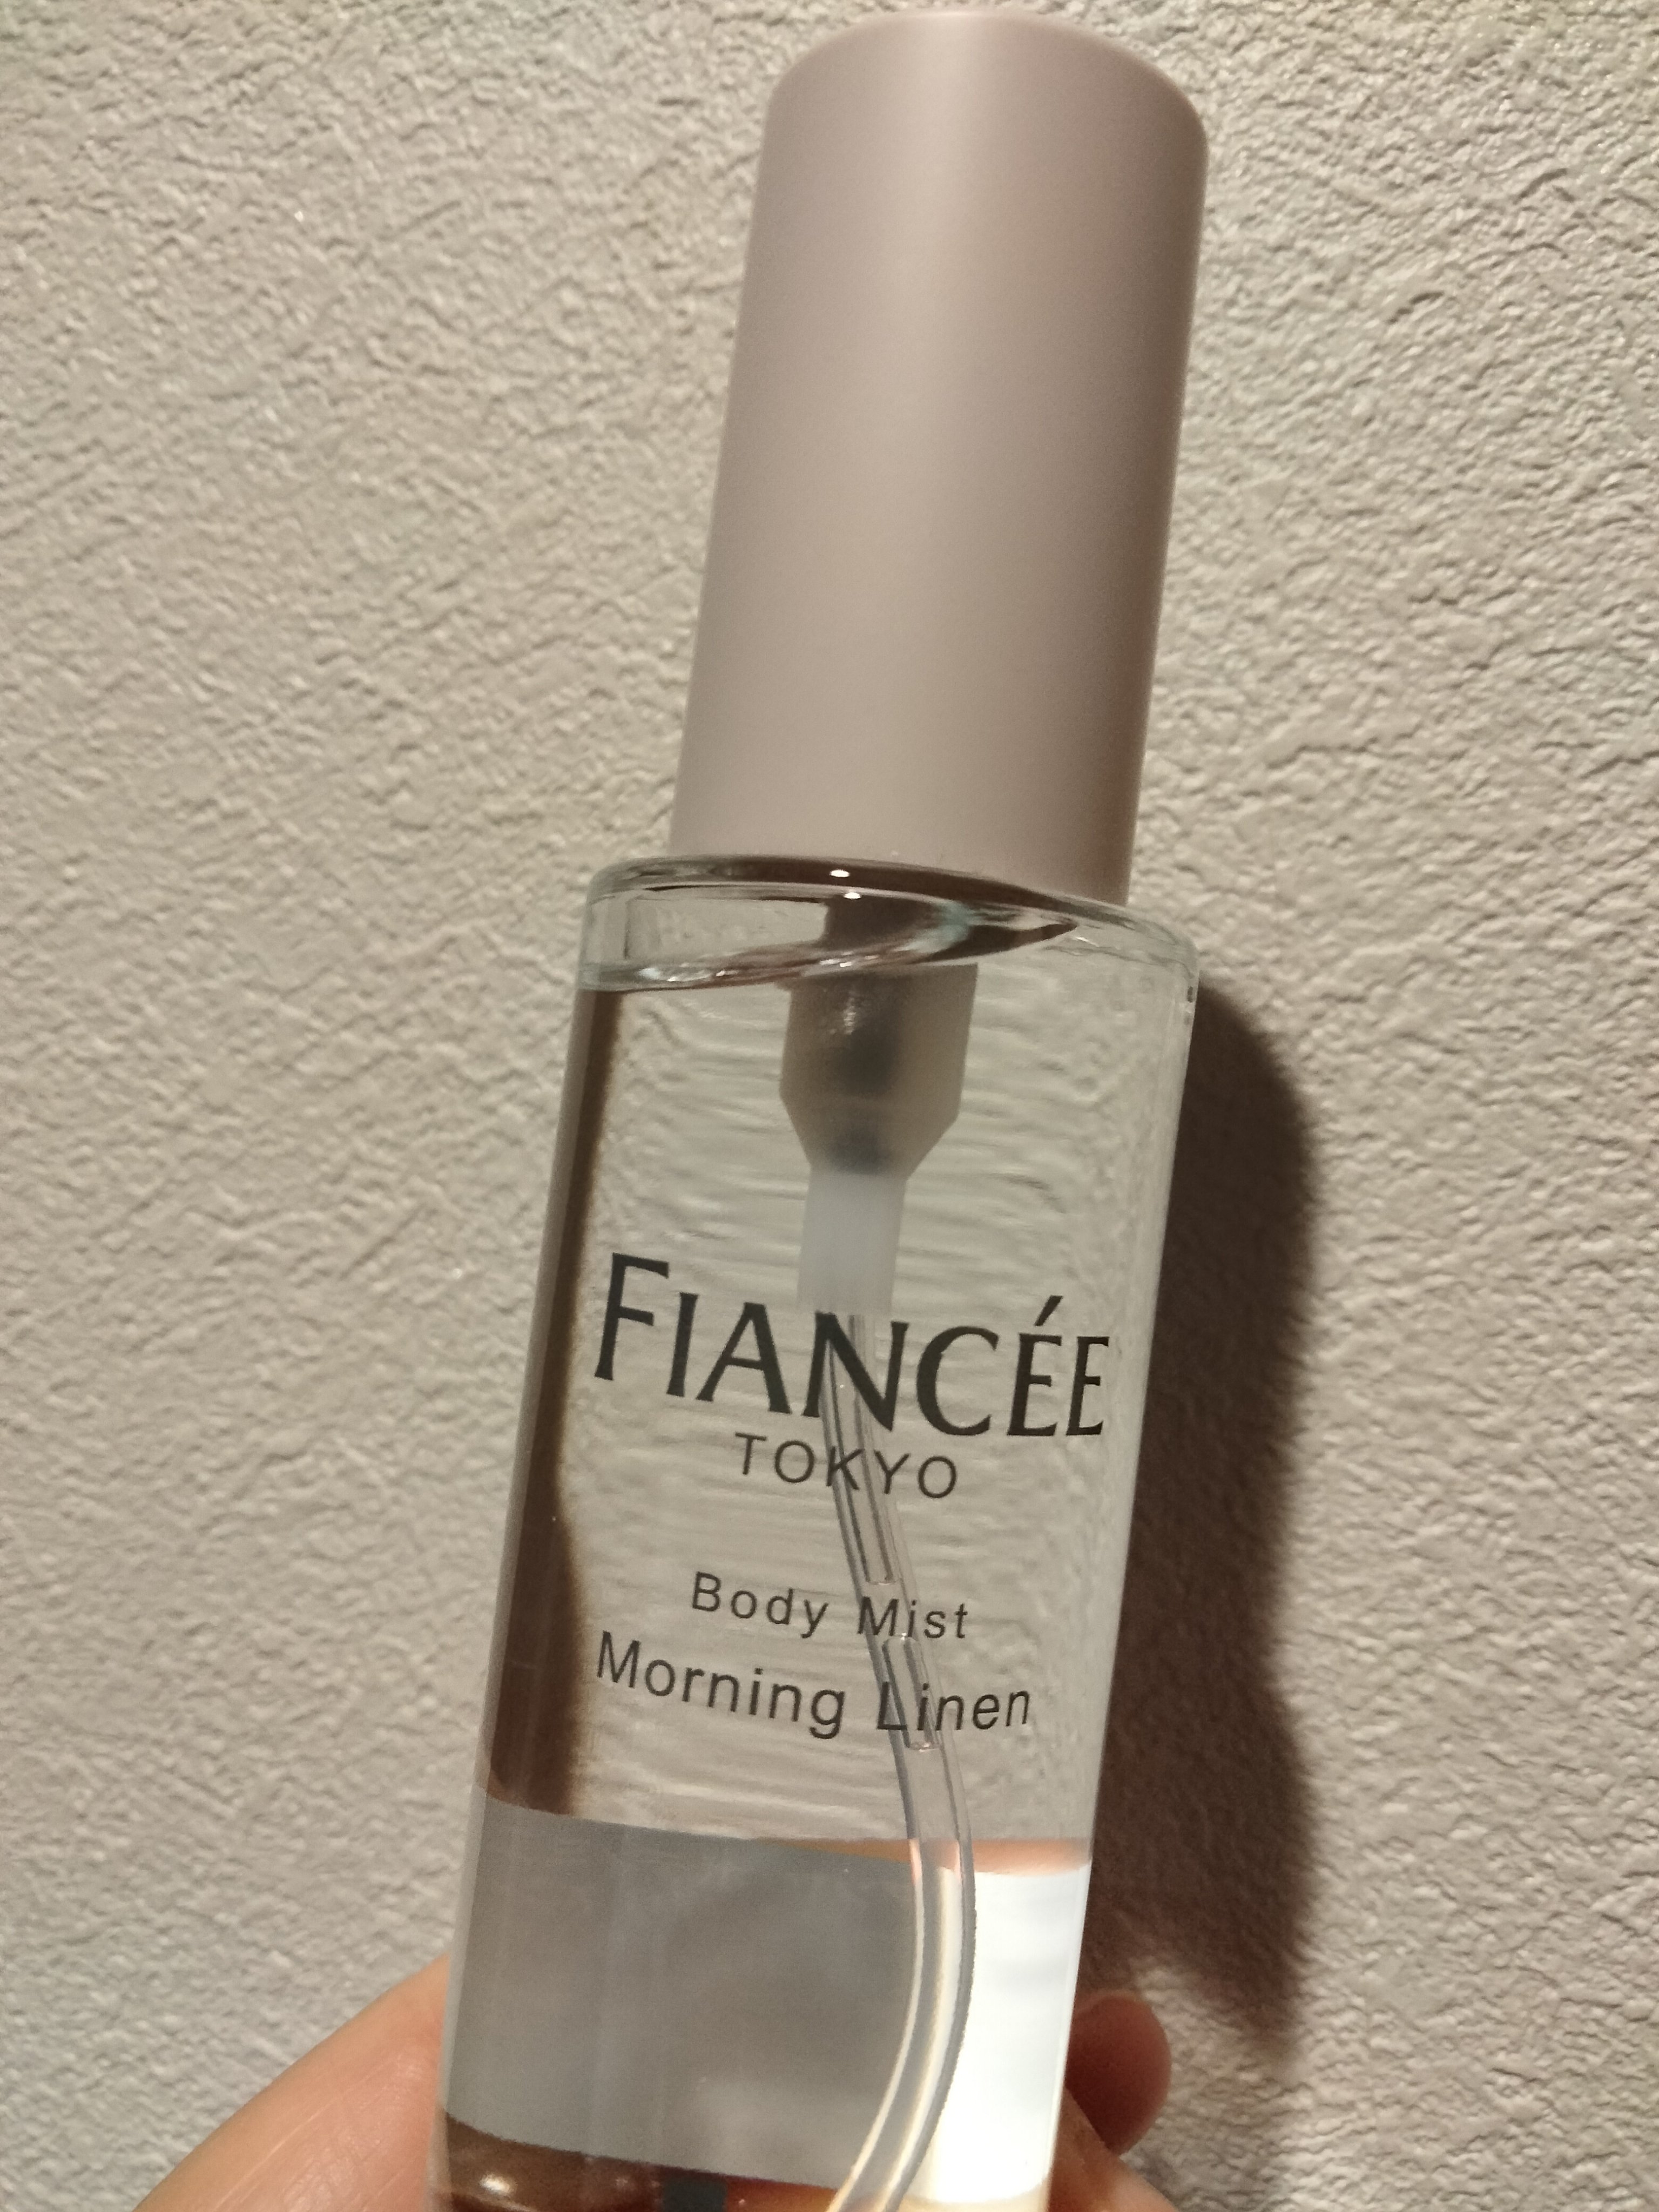 FIANCÉE
TOKYO
Body Mist
Morning Linen